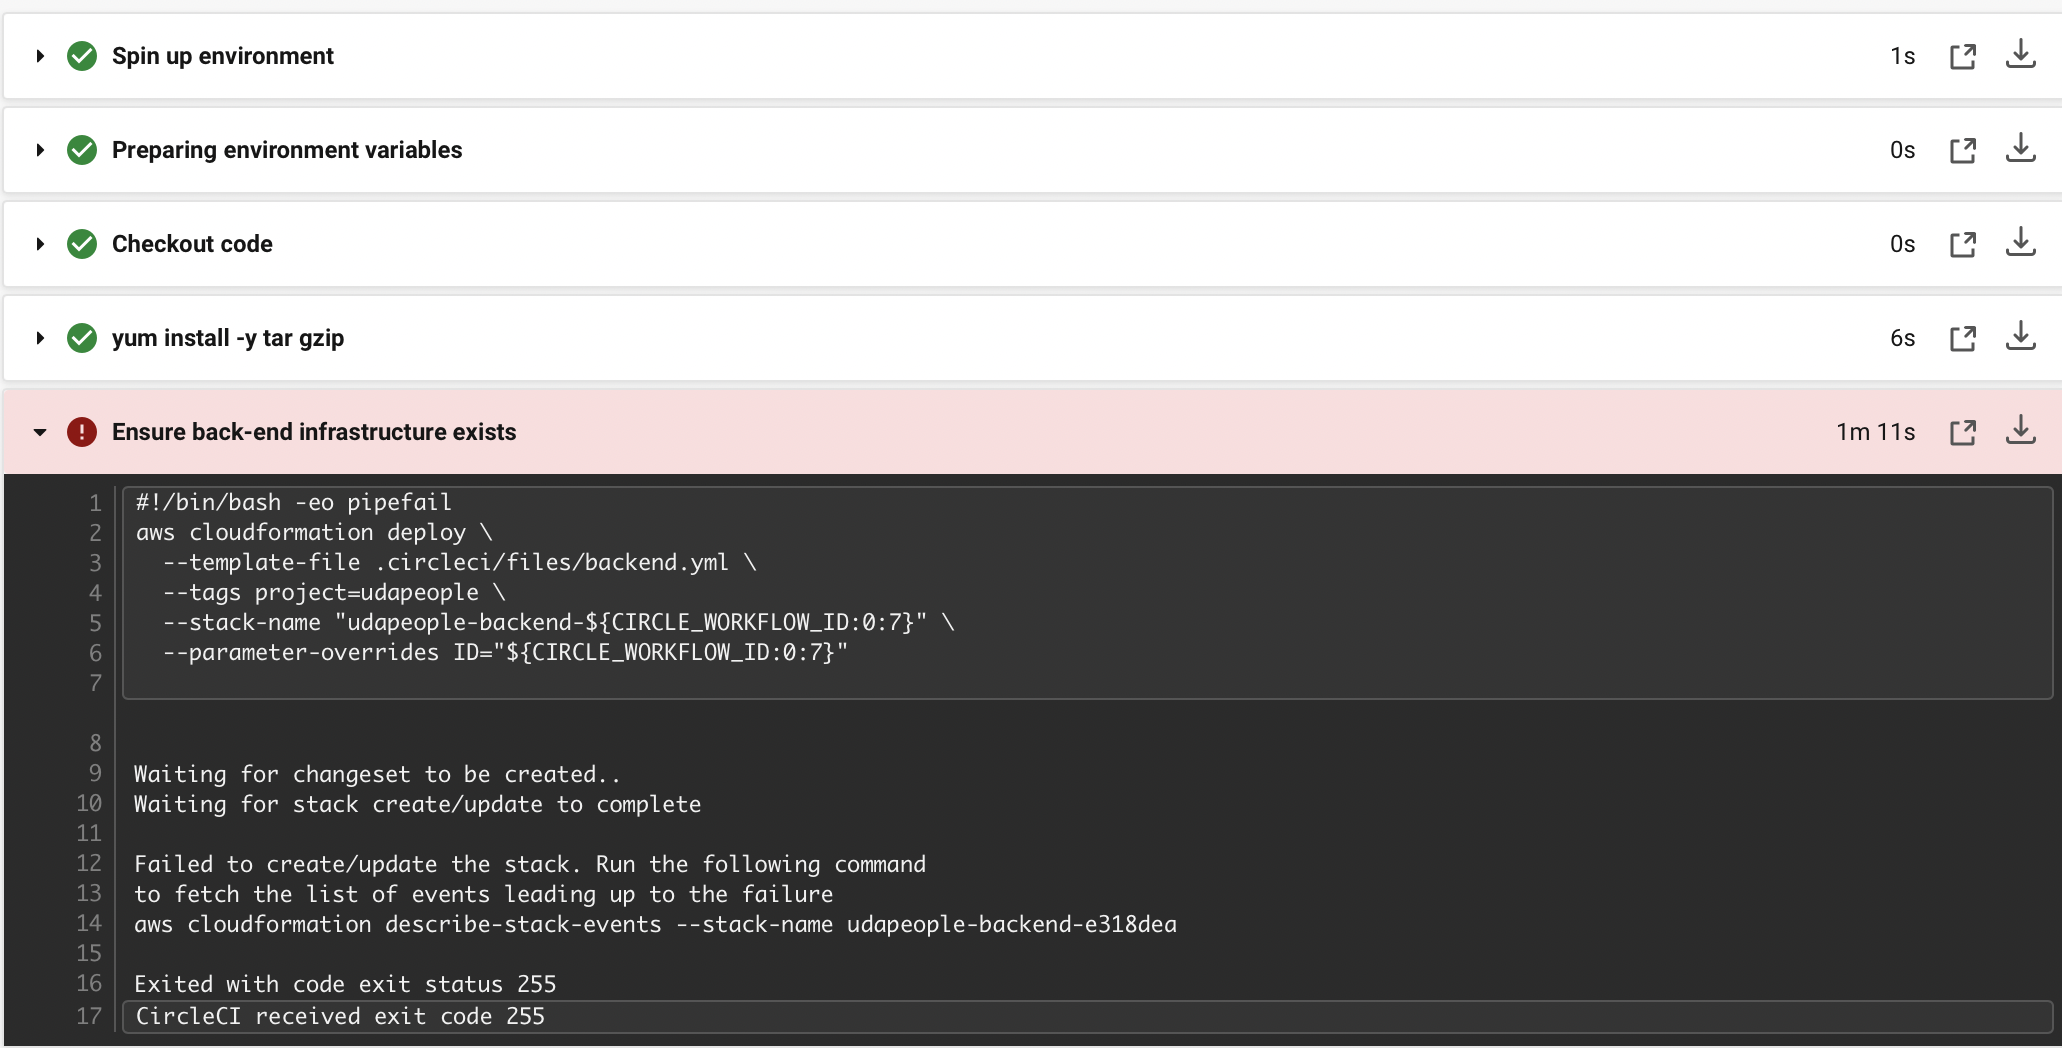 Spin up environment 1s
Preparing environment variables 0s
Checkout code 0s
yum install -y tar gzip 6s
Ensure back-end infrastructure exists 1m 11s
1 #!/bin/bash -eo pipefail
2 aws cloudformation deploy \
3   --template-file .circleci/files/backend.yml \
4   --tags project=udapeople \
5   --stack-name "udapeople-backend-${CIRCLE_WORKFLOW_ID:0:7}" \
6   --parameter-overrides ID="${CIRCLE_WORKFLOW_ID:0:7}"
7
8
9 Waiting for changeset to be created..
10 Waiting for stack create/update to complete
11
12 Failed to create/update the stack. Run the following command
13 to fetch the list of events leading up to the failure
14 aws cloudformation describe-stack-events --stack-name udapeople-backend-e318dea
15
16 Exited with code exit status 255
17 CircleCI received exit code 255